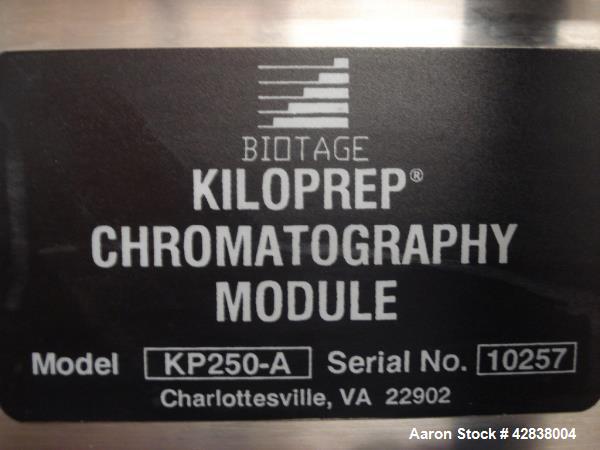 BIOTAGE
KILOPREP®
CHROMATOGRAPHY
MODULE
Model KP250-A Serial No. 10257
Charlottesville, VA 22902
Aaron Stock # 42838004